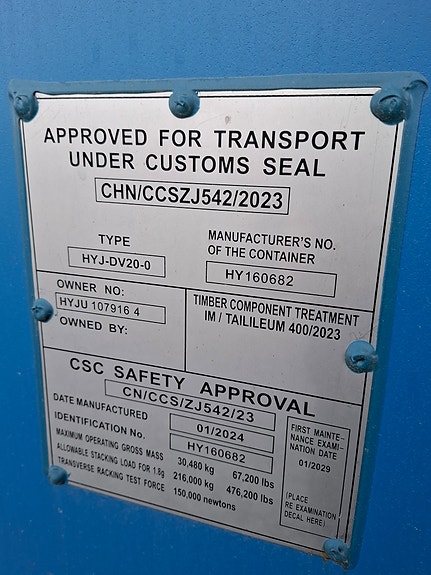 APPROVED FOR TRANSPORT
UNDER CUSTOMS SEAL
CHN/CCSZJ542/2023
TYPE
HYJ-DV20-0
MANUFACTURER'S NO.
OF THE CONTAINER
HY160682
OWNER NO:
HYJU 107916 4
OWNED BY:
TIMBER COMPONENT TREATMENT
IM / TAILILEUM 400/2023
CSC SAFETY APPROVAL
CN/CCS/ZJ542/23
DATE MANUFACTURED 01/2024
IDENTIFICATION No. HY160682
MAXIMUM OPERATING GROSS MASS 30,480 kg 67,200 lbs
ALLOWABLE STACKING LOAD FOR 1.8g 216,000 kg 476,200 lbs
TRANSVERSE RACKING TEST FORCE 150,000 newtons
FIRST MAINTE-
NANCE EXAMI-
NATION DATE
01/2029
(PLACE
RE EXAMINATION
DECAL HERE)